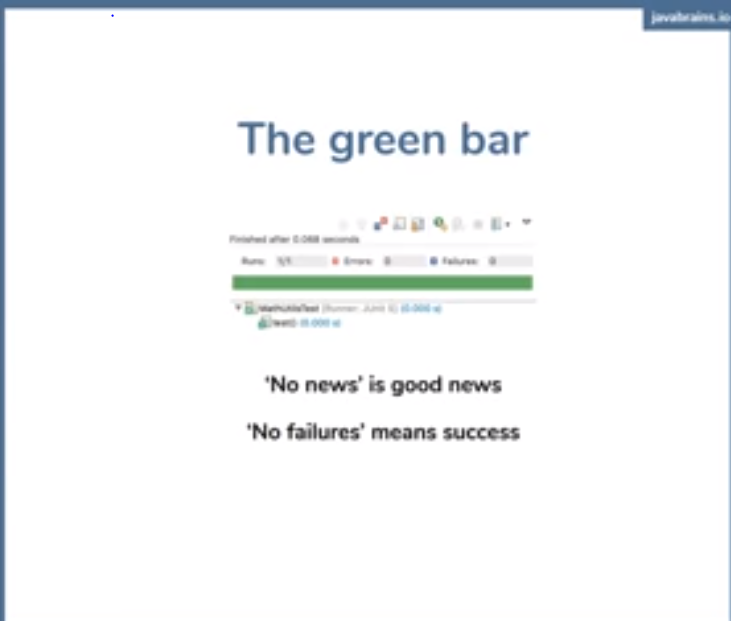 javabrains.io
The green bar
Finished after 0.088 seconds
Runs: 1/1 Errors: 0 Failures: 0
MathUtilsTest [Runner: JUnit 5] (0.000 s)
test() (0.000 s)
'No news' is good news
'No failures' means success